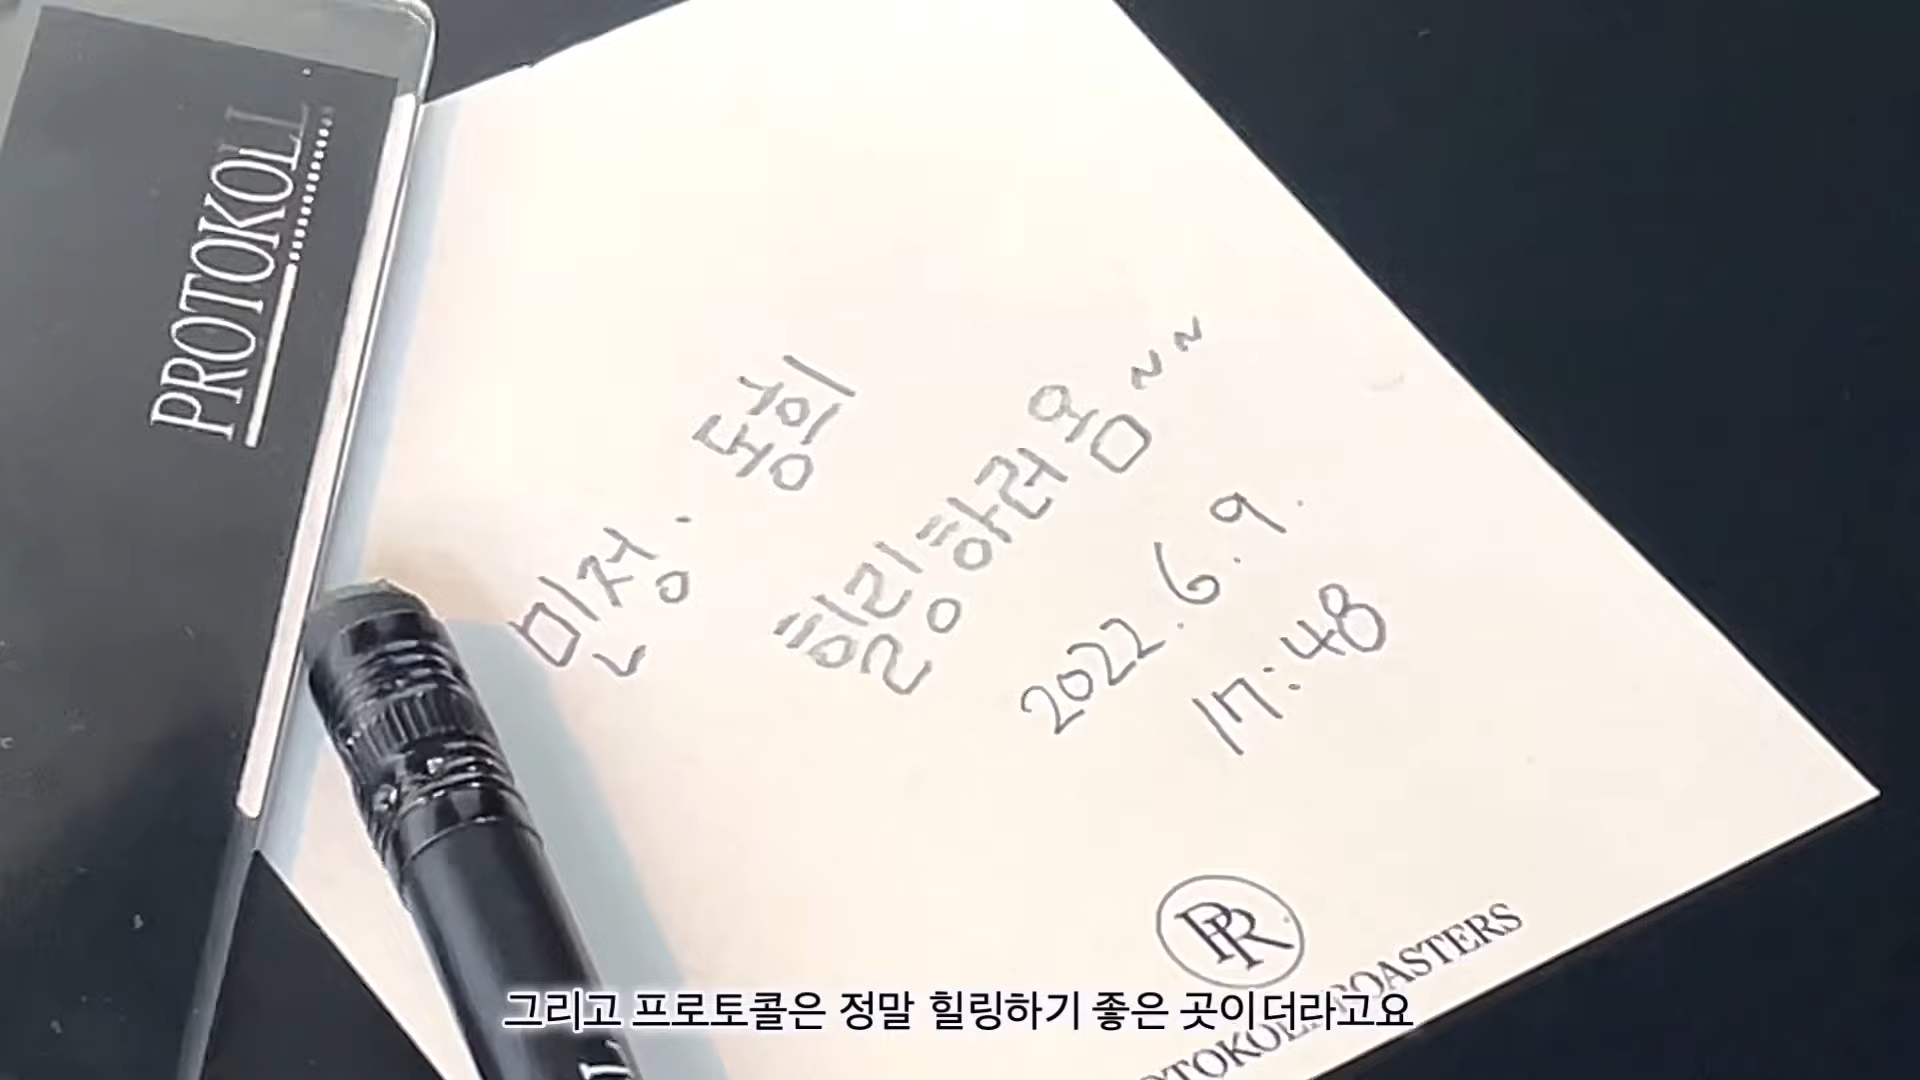 PROTOKOLL
민정. 동희
힐링하러옴~~
2022.6.9.
17:48
PR
PROTOKOLL ROASTERS
그리고 프로토콜은 정말 힐링하기 좋은 곳이더라고요